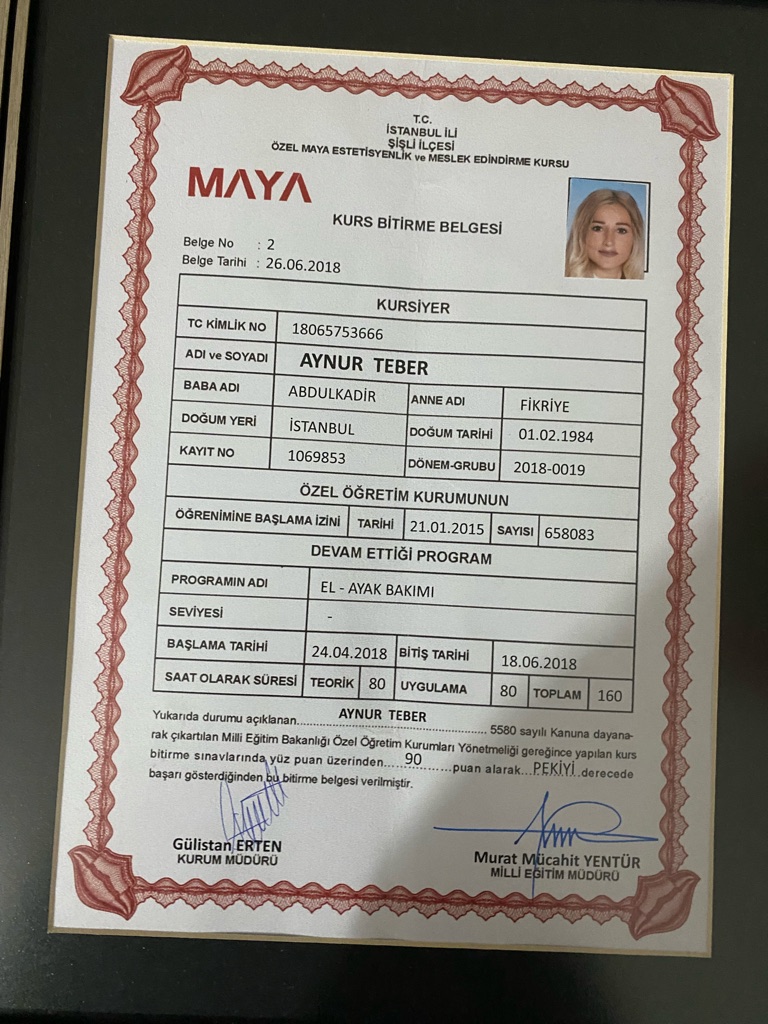 T.C.
İSTANBUL İLİ
ŞİŞLİ İLÇESİ
ÖZEL MAYA ESTETİSYENLİK ve MESLEK EDİNDİRME KURSU
MAYA
KURS BİTİRME BELGESİ
Belge No : 2
Belge Tarihi : 26.06.2018
KURSİYER
TC KİMLİK NO 18065753666
ADI ve SOYADI AYNUR TEBER
BABA ADI ABDULKADİR ANNE ADI FİKRİYE
DOĞUM YERİ İSTANBUL DOĞUM TARİHİ 01.02.1984
KAYIT NO 1069853 DÖNEM-GRUBU 2018-0019
ÖZEL ÖĞRETİM KURUMUNUN
ÖĞRENİMİNE BAŞLAMA İZİNİ TARİHİ 21.01.2015 SAYISI 658083
DEVAM ETTİĞİ PROGRAM
PROGRAMIN ADI EL - AYAK BAKIMI
SEVİYESİ -
BAŞLAMA TARİHİ 24.04.2018 BİTİŞ TARİHİ 18.06.2018
SAAT OLARAK SÜRESİ TEORİK 80 UYGULAMA 80 TOPLAM 160
Yukarıda durumu açıklanan......AYNUR TEBER...... 5580 sayılı Kanuna dayana-
rak çıkartılan Milli Eğitim Bakanlığı Özel Öğretim Kurumları Yönetmeliği gereğince yapılan kurs
bitirme sınavlarında yüz puan üzerinden.....90.......puan alarak...PEKİYİ.derecede
başarı gösterdiğinden bu bitirme belgesi verilmiştir.
Gülistan ERTEN
KURUM MÜDÜRÜ
Murat Mücahit YENTÜR
MİLLİ EĞİTİM MÜDÜRÜ